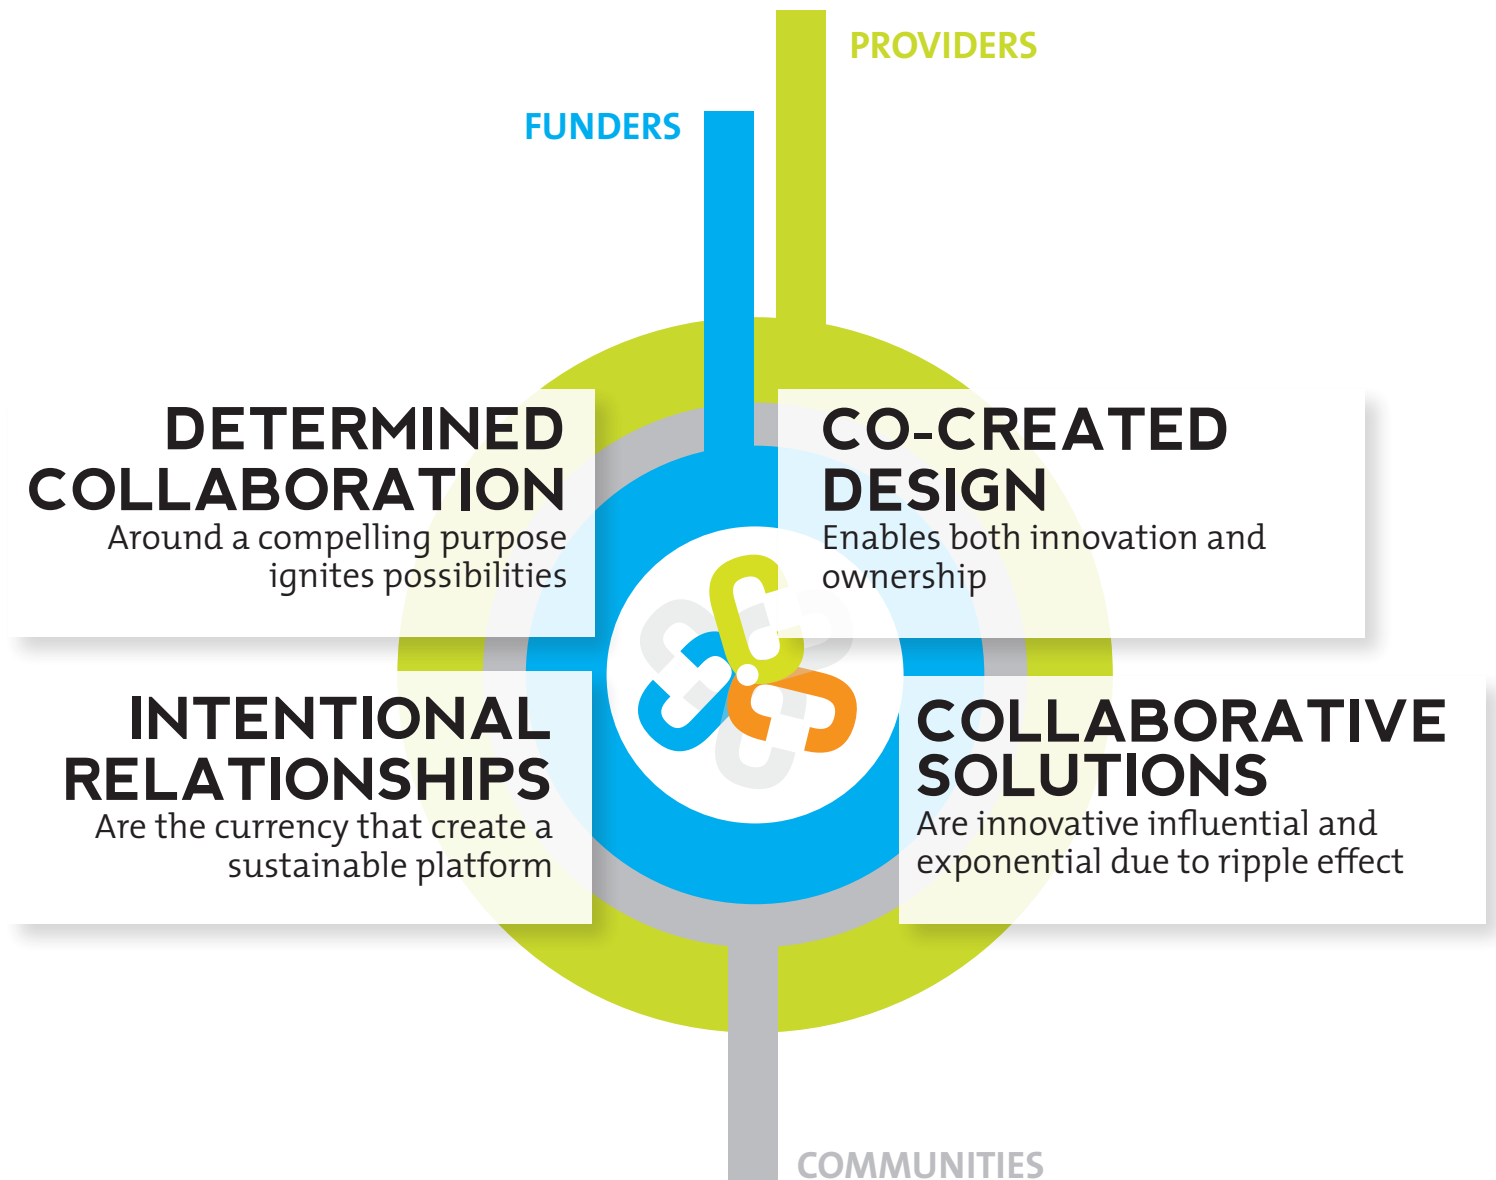 PROVIDERS
FUNDERS
DETERMINED
COLLABORATION
Around a compelling purpose
ignites possibilities
CO-CREATED
DESIGN
Enables both innovation and
ownership
INTENTIONAL
RELATIONSHIPS
Are the currency that create a
sustainable platform
COLLABORATIVE
SOLUTIONS
Are innovative influential and
exponential due to ripple effect
COMMUNITIES